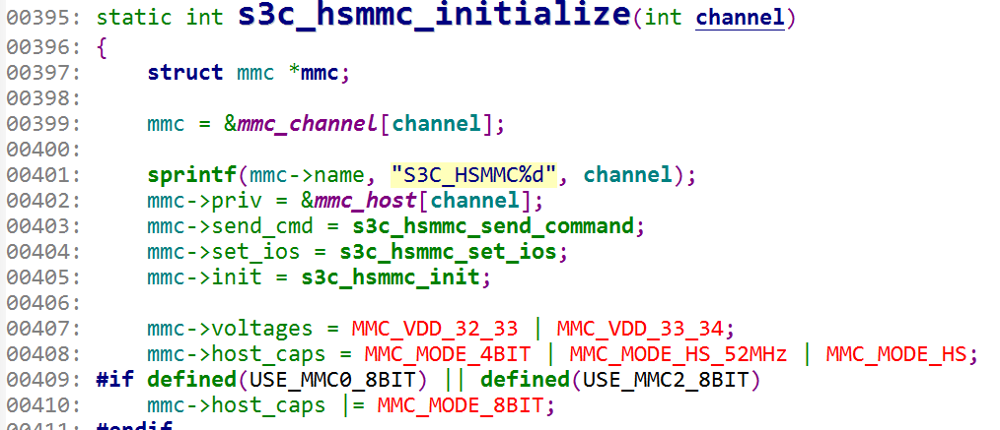 00395: static int s3c_hsmmc_initialize(int channel)
00396: {
00397:     struct mmc *mmc;
00398:
00399:     mmc = &mmc_channel[channel];
00400:
00401:     sprintf(mmc->name, "S3C_HSMMC%d", channel);
00402:     mmc->priv = &mmc_host[channel];
00403:     mmc->send_cmd = s3c_hsmmc_send_command;
00404:     mmc->set_ios = s3c_hsmmc_set_ios;
00405:     mmc->init = s3c_hsmmc_init;
00406:
00407:     mmc->voltages = MMC_VDD_32_33 | MMC_VDD_33_34;
00408:     mmc->host_caps = MMC_MODE_4BIT | MMC_MODE_HS_52MHz | MMC_MODE_HS;
00409: #if defined(USE_MMC0_8BIT) || defined(USE_MMC2_8BIT)
00410:     mmc->host_caps |= MMC_MODE_8BIT;
00411: #endif